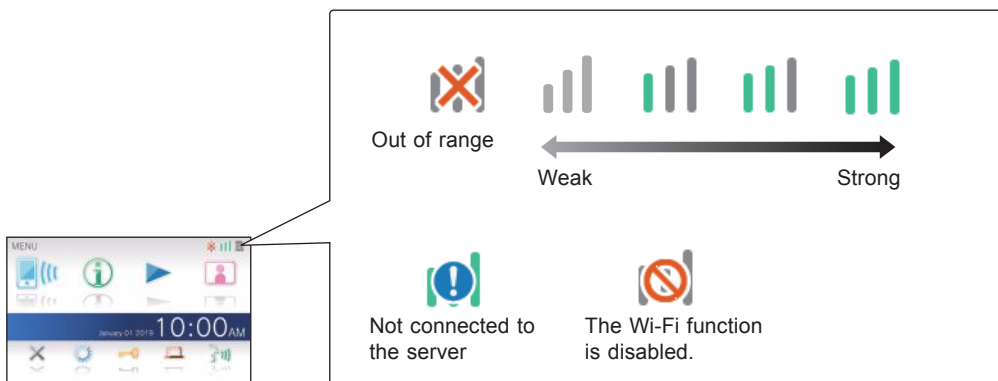 Out of range
Weak
Strong
MENU
January 01 2019 10:00AM
Not connected to
the server
The Wi-Fi function
is disabled.